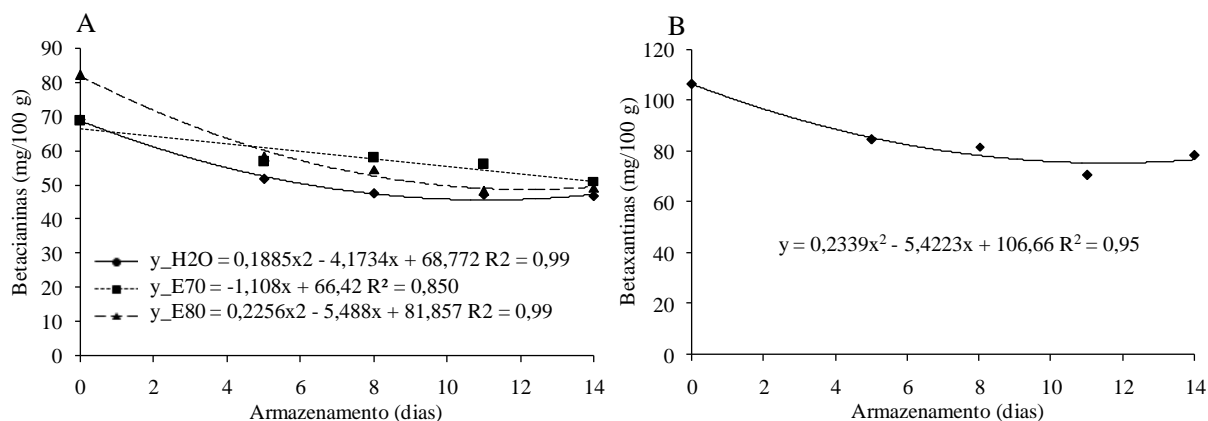 A
Betacianinas (mg/100 g)
90
80
70
60
50
40
30
20
10
0
y_H2O = 0,1885x2 - 4,1734x + 68,772 R2 = 0,99
y_E70 = -1,108x + 66,42 R² = 0,850
y_E80 = 0,2256x2 - 5,488x + 81,857 R2 = 0,99
0 2 4 6 8 10 12 14
Armazenamento (dias)
B
Betaxantinas (mg/100 g)
120
100
80
60
40
20
0
y = 0,2339x² - 5,4223x + 106,66 R² = 0,95
0 2 4 6 8 10 12 14
Armazenamento (dias)